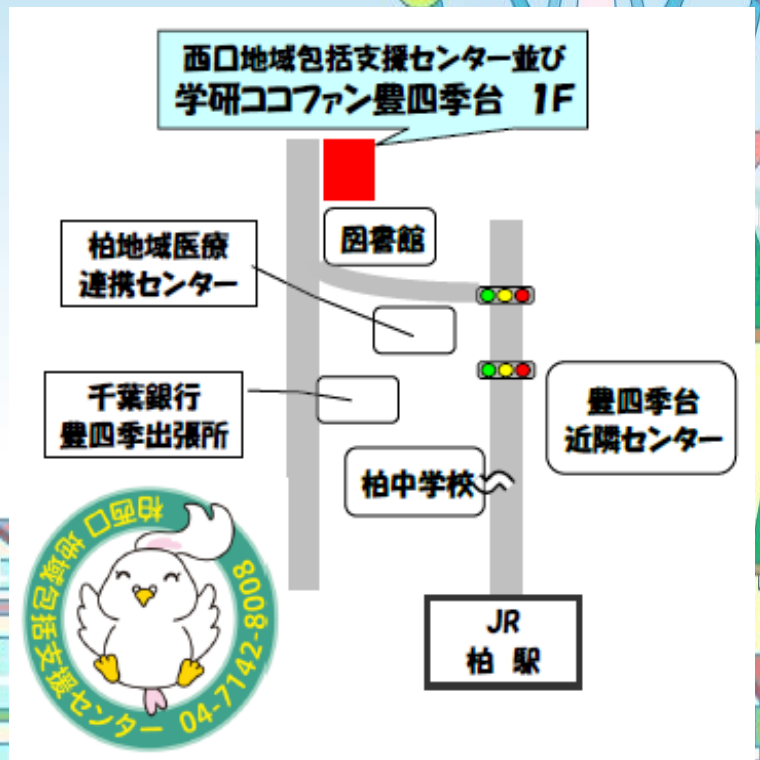 西口地域包括支援センター並び
学研ココファン豊四季台 1F
図書館
柏地域医療
連携センター
千葉銀行
豊四季出張所
豊四季台
近隣センター
柏中学校
JR
柏 駅
柏西口 地域包括支援センター 04-7142-8008